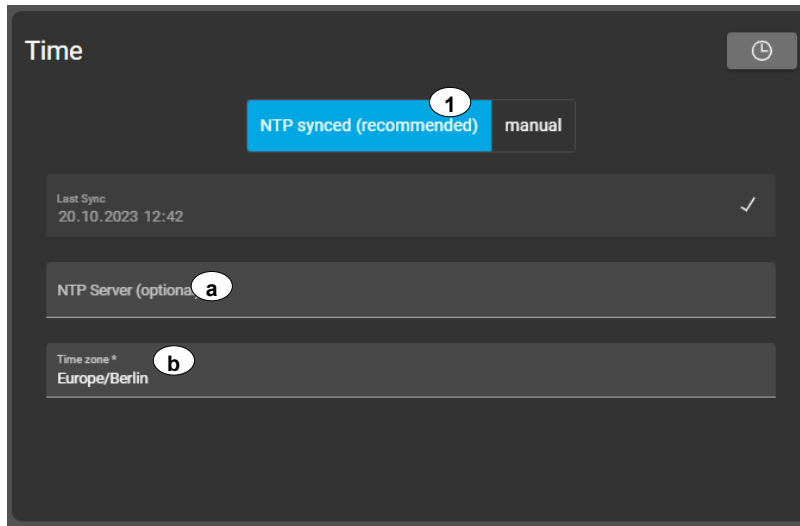 Time
1
NTP synced (recommended) manual
Last Sync
20.10.2023 12:42
NTP Server (optional a
Time zone *
b
Europe/Berlin